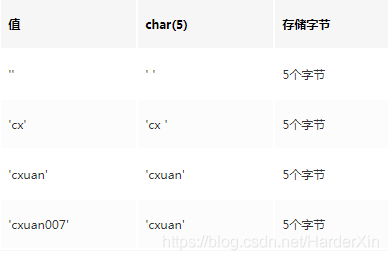 值 char(5) 存储字节
'' ' ' 5个字节
'cx' 'cx ' 5个字节
'cxuan' 'cxuan' 5个字节
'cxuan007' 'cxuan' 5个字节
https://blog.csdn.net/HarderXin